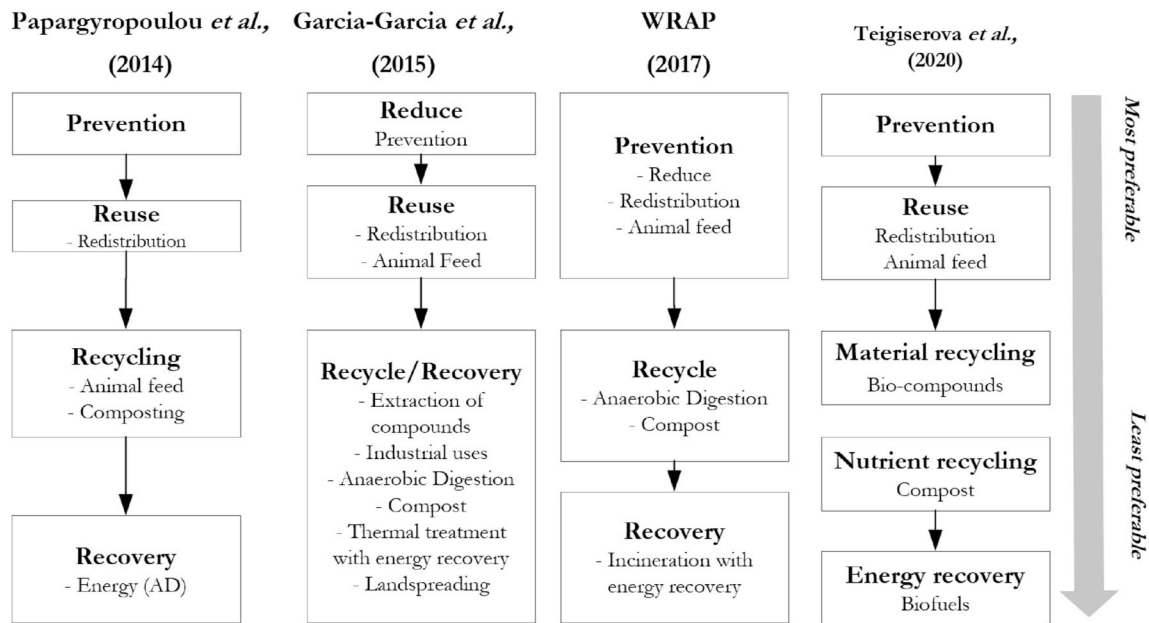 Papargyropoulou et al.,
(2014)
Prevention
Reuse
- Redistribution
Recycling
- Animal feed
- Composting
Recovery
- Energy (AD)
Garcia-Garcia et al.,
(2015)
Reduce
Prevention
Reuse
- Redistribution
- Animal Feed
Recycle/Recovery
- Extraction of
compounds
- Industrial uses
- Anaerobic Digestion
- Compost
- Thermal treatment
with energy recovery
- Landspreading
WRAP
(2017)
Prevention
- Reduce
- Redistribution
- Animal feed
Recycle
- Anaerobic Digestion
- Compost
Recovery
- Incineration with
energy recovery
Teigiserova et al.,
(2020)
Prevention
Reuse
Redistribution
Animal feed
Material recycling
Bio-compounds
Nutrient recycling
Compost
Energy recovery
Biofuels
Most preferable
Least preferable